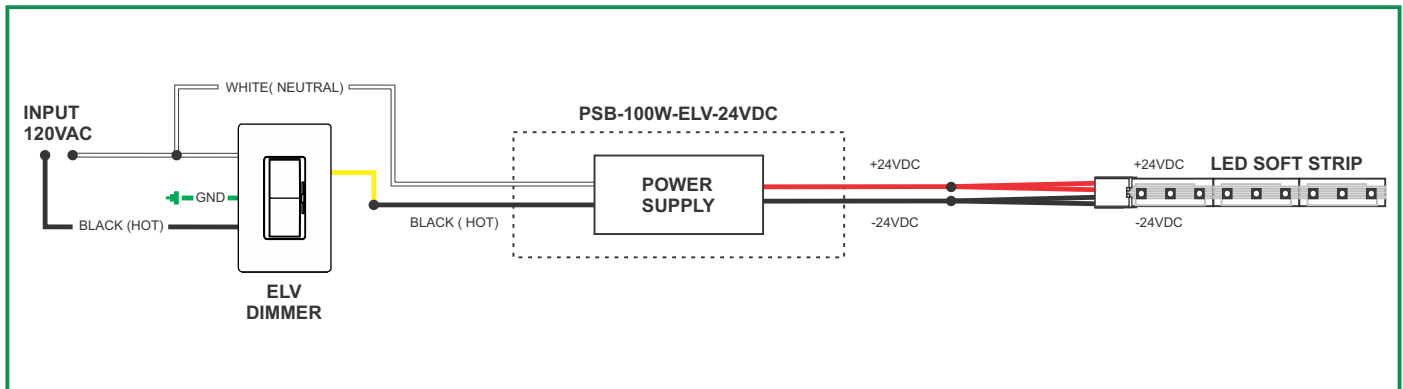 WHITE( NEUTRAL)
INPUT
120VAC
PSB-100W-ELV-24VDC
GND
BLACK (HOT)
ELV
DIMMER
BLACK ( HOT)
POWER
SUPPLY
+24VDC
-24VDC
+24VDC
LED SOFT STRIP
-24VDC